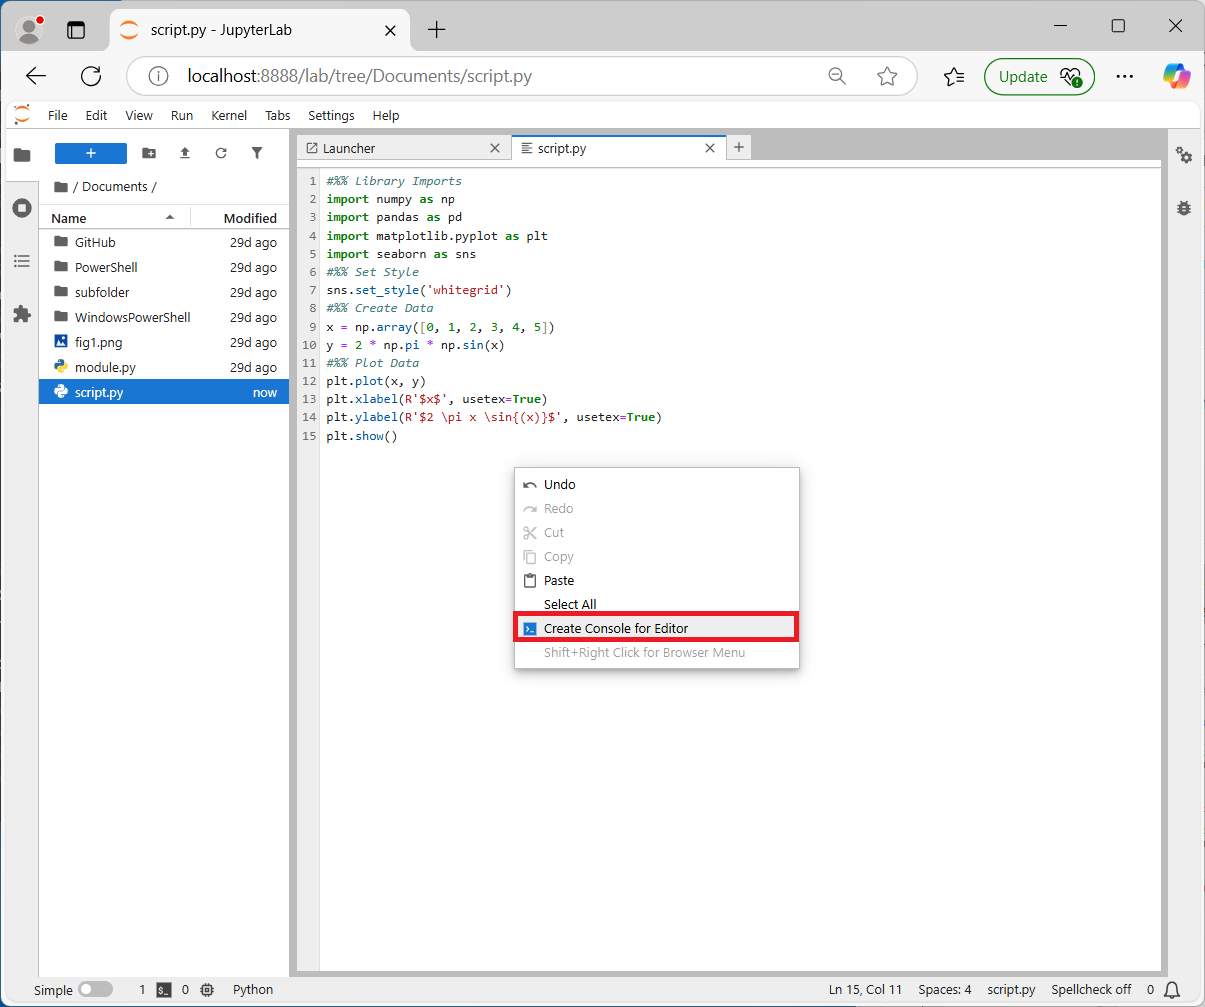 script.py - JupyterLab
localhost:8888/lab/tree/Documents/script.py
Update
File Edit View Run Kernel Tabs Settings Help
+
/ Documents /
Name Modified
GitHub 29d ago
PowerShell 29d ago
subfolder 29d ago
WindowsPowerShell 29d ago
fig1.png 29d ago
module.py 29d ago
script.py now
Launcher
script.py
1 #%% Library Imports
2 import numpy as np
3 import pandas as pd
4 import matplotlib.pyplot as plt
5 import seaborn as sns
6 #%% Set Style
7 sns.set_style('whitegrid')
8 #%% Create Data
9 x = np.array([0, 1, 2, 3, 4, 5])
10 y = 2 * np.pi * np.sin(x)
11 #%% Plot Data
12 plt.plot(x, y)
13 plt.xlabel(R'$x$', usetex=True)
14 plt.ylabel(R'$2 \pi x \sin{(x)}$', usetex=True)
15 plt.show()
Undo
Redo
Cut
Copy
Paste
Select All
Create Console for Editor
Shift+Right Click for Browser Menu
Simple 1 $_ 0 Python Ln 15, Col 11 Spaces: 4 script.py Spellcheck off 0